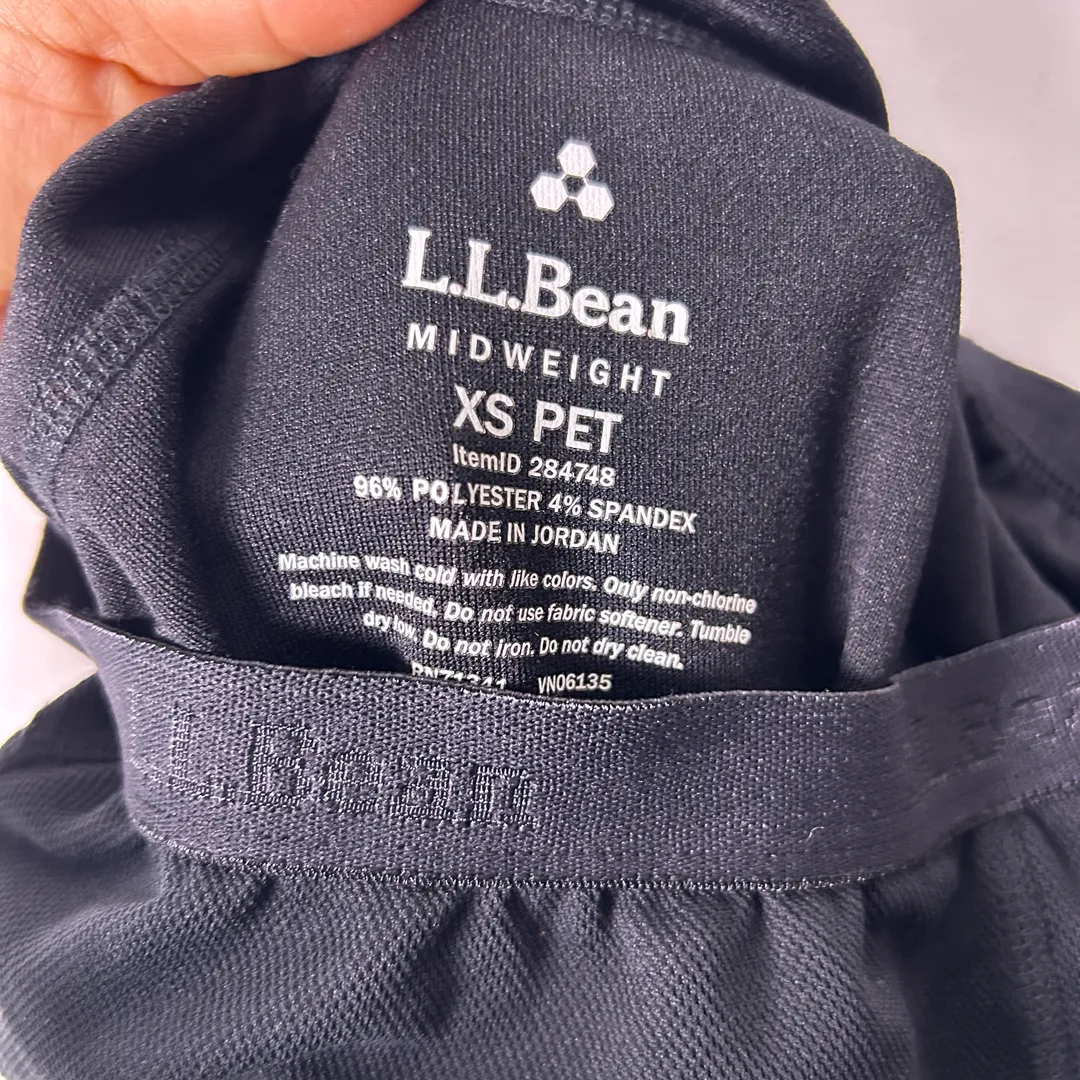 L.L.Bean
MIDWEIGHT
XS PET
ItemID 284748
96% POLYESTER 4% SPANDEX
MADE IN JORDAN
Machine wash cold with like colors. Only non-chlorine
bleach if needed. Do not use fabric softener. Tumble
dry low. Do not iron. Do not dry clean.
VN06135
L.Bean